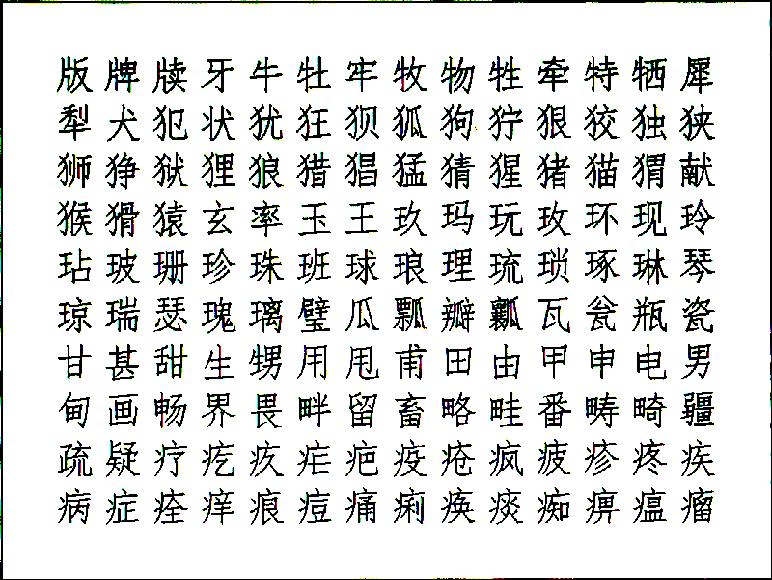 版牌牍牙牛牡牢牧物牲牵特牺犀
犁犬犯状犹狂狈狐狗狞狠狡独狭
狮狰狱狸狼猎猖猛猜猩猪猫猬献
猴猾猿玄率玉王玖玛玩玫环现玲
玷玻珊珍珠班球琅理琉琐琢琳琴
琼瑞瑟瑰璃璧瓜瓢瓣瓤瓦瓮瓶瓷
甘甚甜生甥用甩甫田由甲申电男
甸画畅界畏畔留畜略畦番畴畸疆
疏疑疗疙疚疟疤疫疮疯疲疹疼疾
病症痊痒痕痘痛痢痪痰痴痹瘟瘤